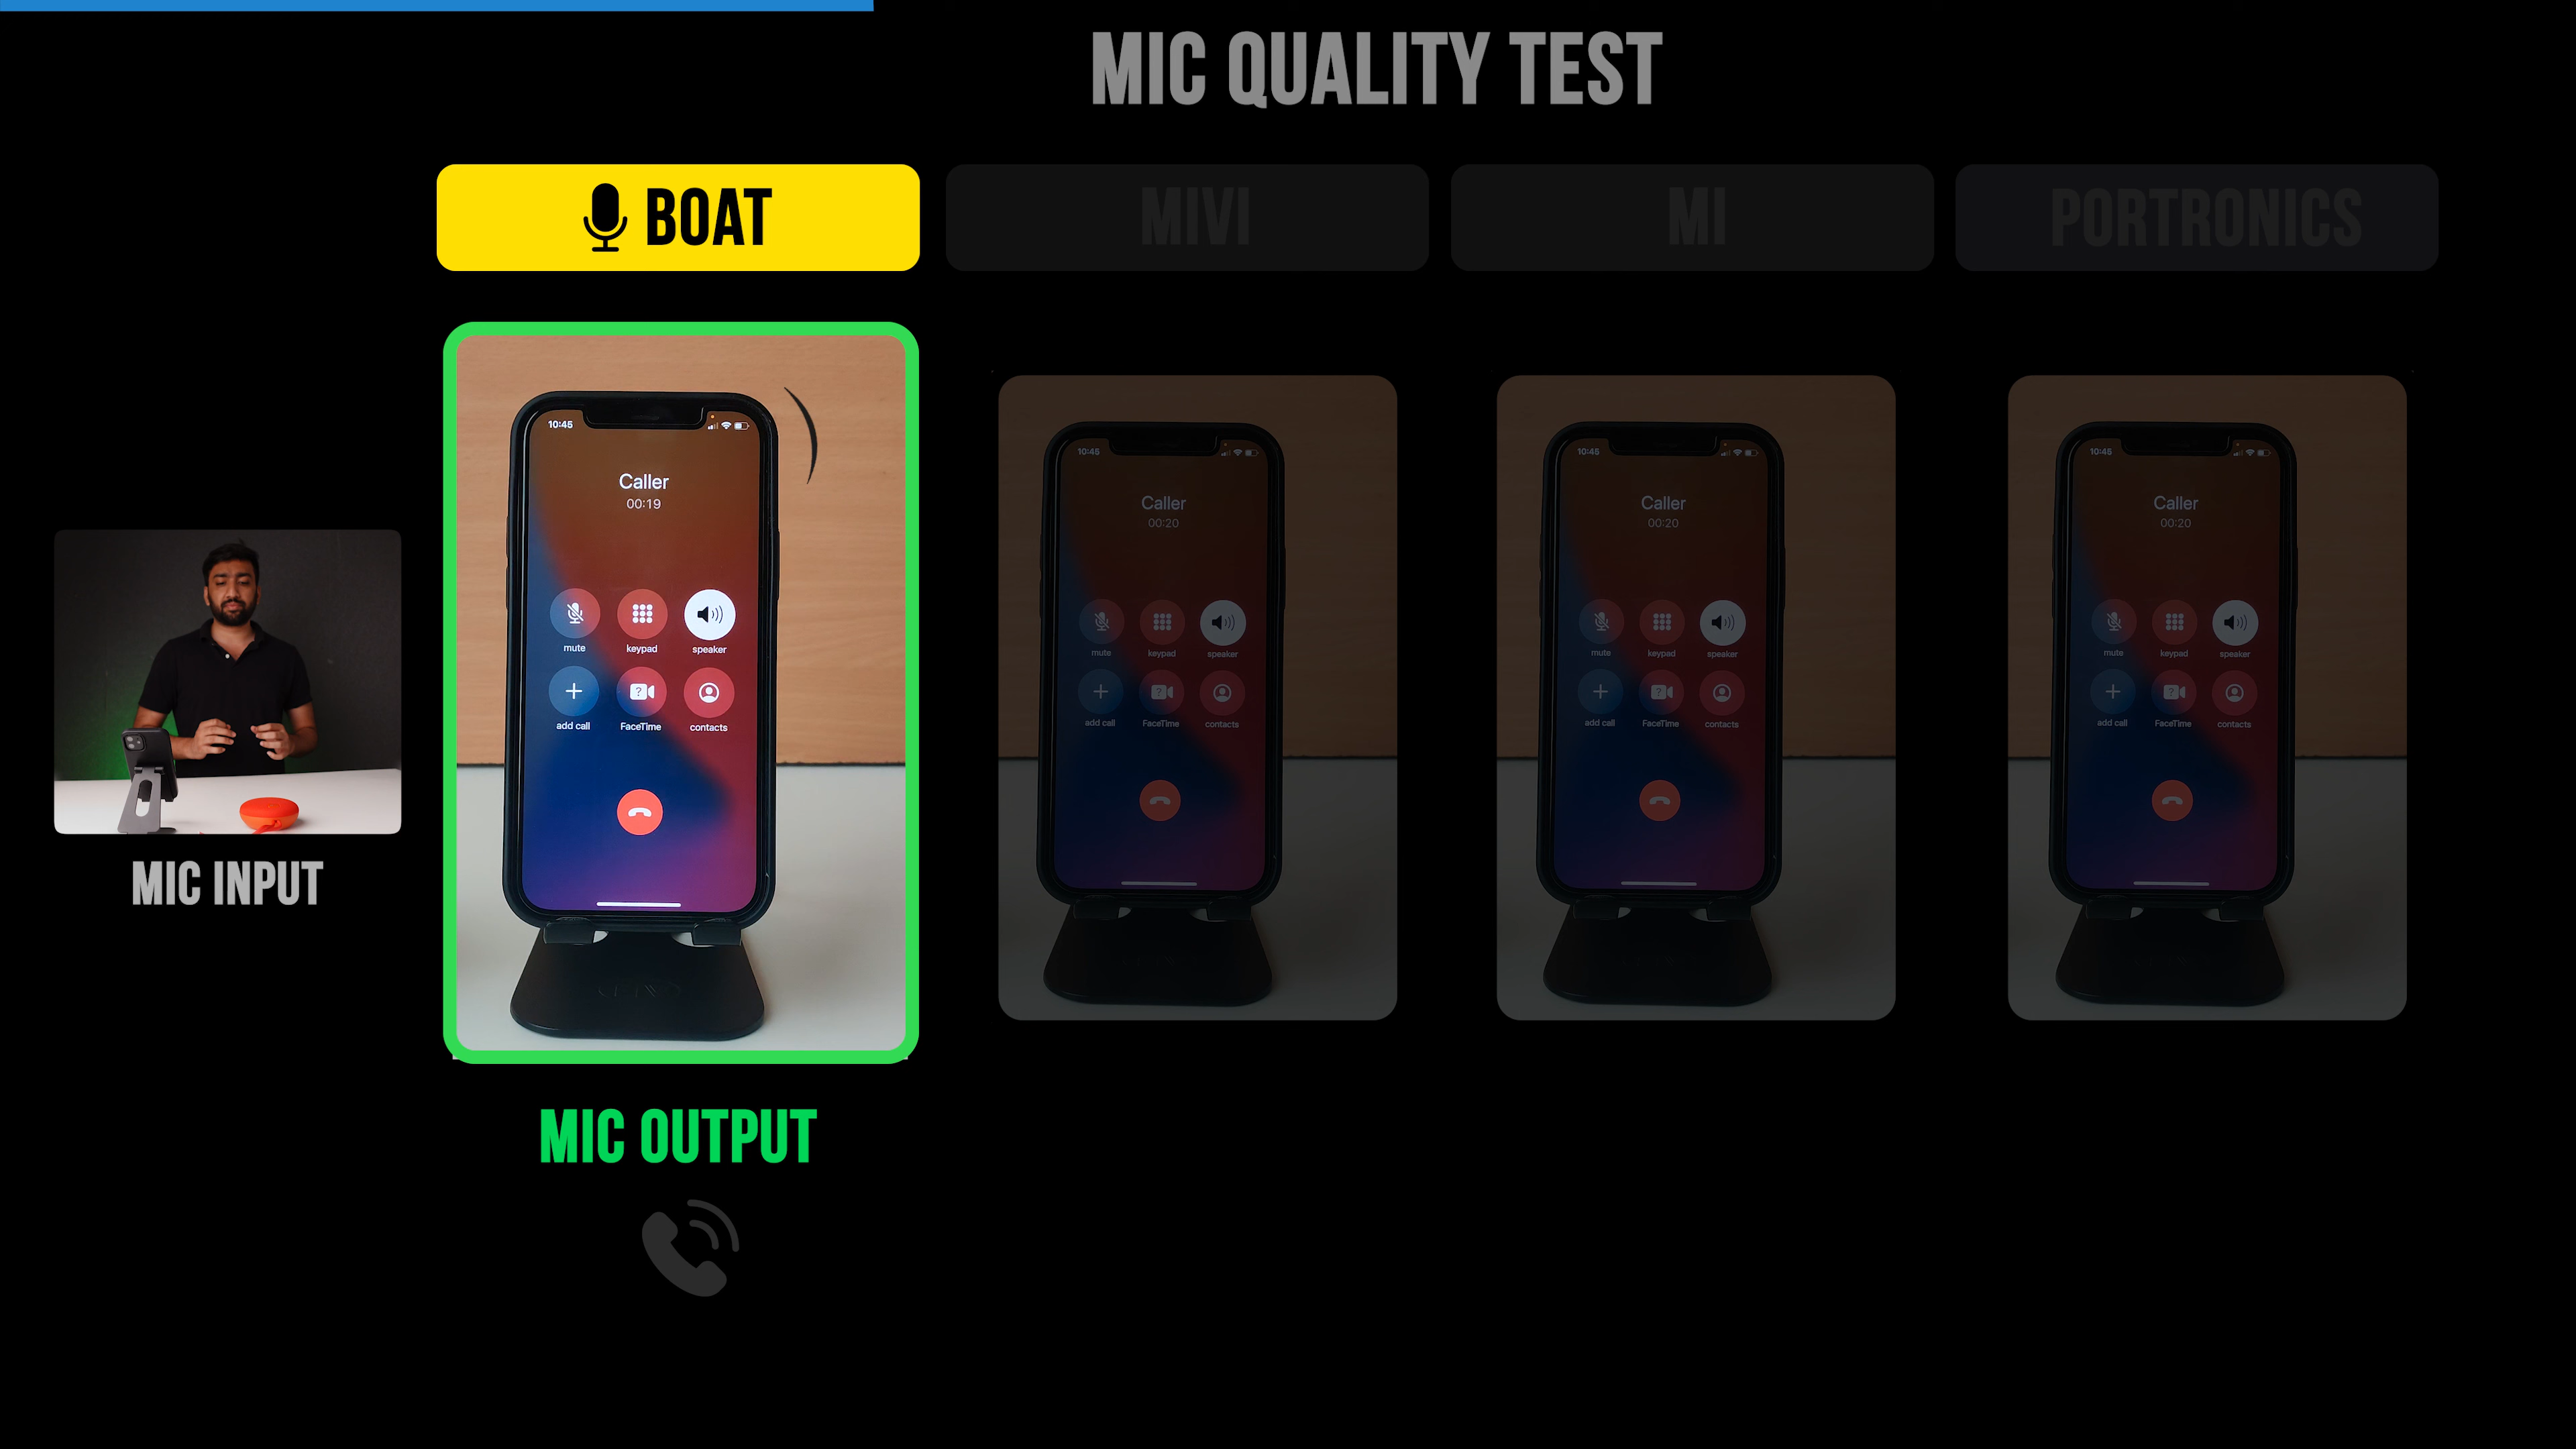 MIC QUALITY TEST
BOAT
MIVI
MI
PORTRONICS
10:45
Caller
00:19
mute
keypad
speaker
add call
FaceTime
contacts
10:45
Caller
00:20
mute
keypad
speaker
add call
FaceTime
contacts
10:45
Caller
00:20
mute
keypad
speaker
add call
FaceTime
contacts
10:45
Caller
00:20
mute
keypad
speaker
add call
FaceTime
contacts
MIC INPUT
MIC OUTPUT